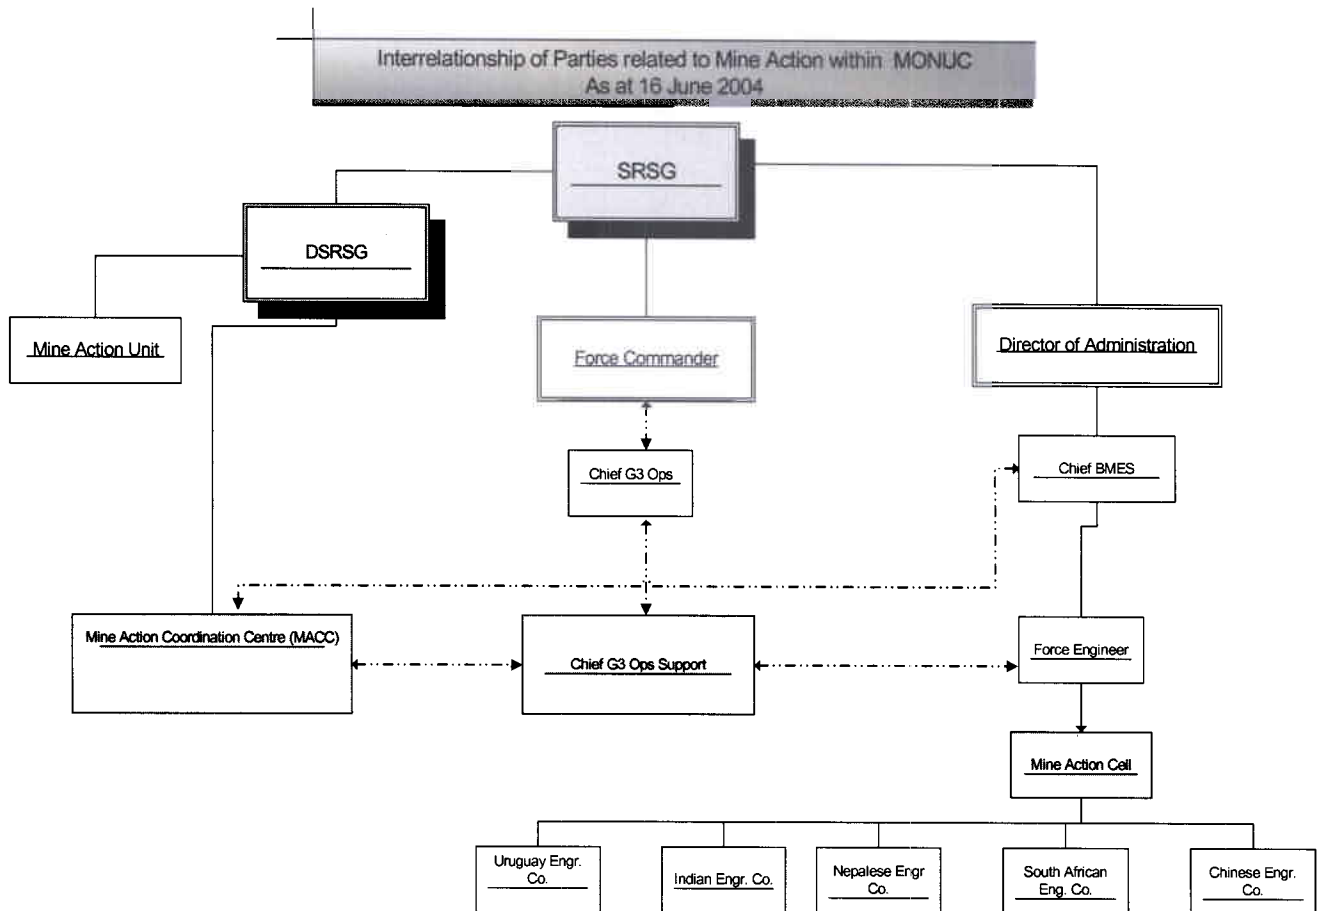 Interrelationship of Parties related to Mine Action within MONUC
As at 16 June 2004
SRSG
DSRSG
Mine Action Unit
Force Commander
Director of Administration
Chief G3 Ops
Chief BMES
Mine Action Coordination Centre (MACC)
Chief G3 Ops Support
Force Engineer
Mine Action Cell
Uruguay Engr.
Co.
Indian Engr. Co.
Nepalese Engr
Co.
South African
Eng. Co.
Chinese Engr.
Co.